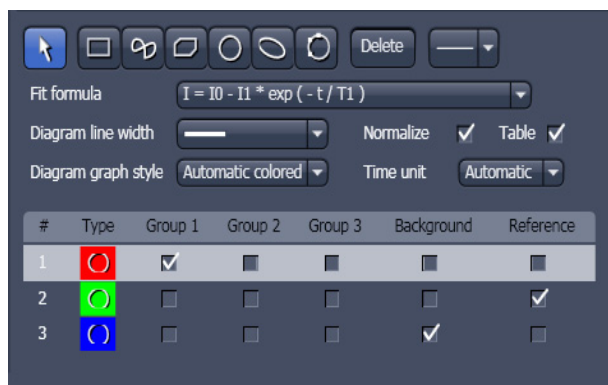 Delete
Fit formula I = I0 - I1 * exp ( - t / T1 )
Diagram line width Normalize Table
Diagram graph style Automatic colored Time unit Automatic
# Type Group 1 Group 2 Group 3 Background Reference
1
2
3